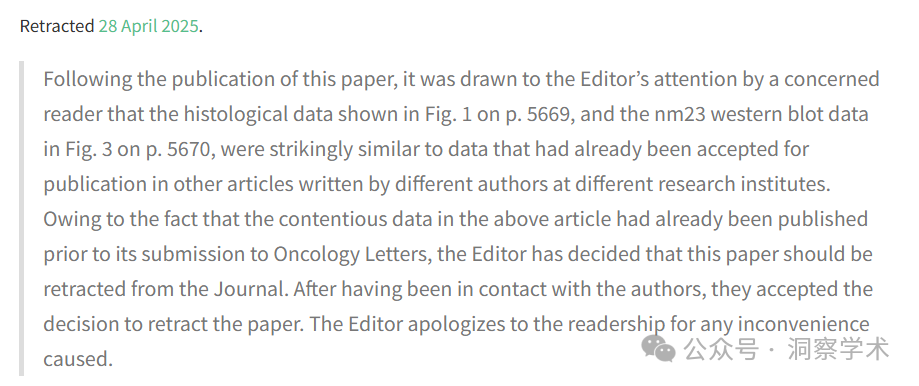 Retracted 28 April 2025.
Following the publication of this paper, it was drawn to the Editor’s attention by a concerned
reader that the histological data shown in Fig. 1 on p. 5669, and the nm23 western blot data
in Fig. 3 on p. 5670, were strikingly similar to data that had already been accepted for
publication in other articles written by different authors at different research institutes.
Owing to the fact that the contentious data in the above article had already been published
prior to its submission to Oncology Letters, the Editor has decided that this paper should be
retracted from the Journal. After having been in contact with the authors, they accepted the
decision to retract the paper. The Editor apologizes to the readership for any inconvenience
caused.
公众号 · 洞察学术